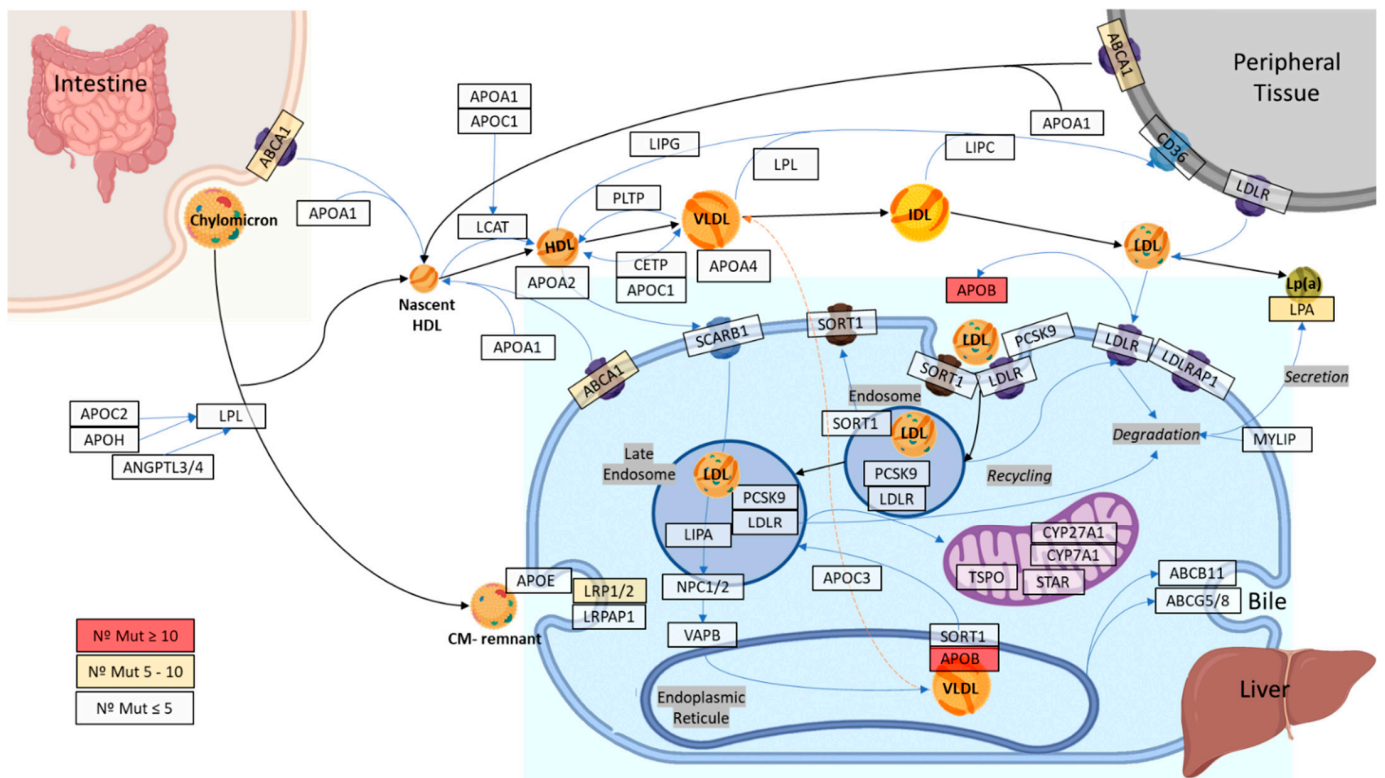 Intestine
ABCA1
Chylomicron
APOA1
APOA1
APOC1
LCAT
LIPG
PLTP
HDL
APOA2
CETP
APOC1
VLDL
APOA4
LPL
LIPC
IDL
APOA1
ABCA1
Peripheral
Tissue
CD36
LDLR
LDL
Lp(a)
LPA
Nascent
HDL
APOA1
ABCA1
SCARB1
SORT1
APOB
LDL
SORT1
LDLR
PCSK9
LDLR
LDLRAP1
Secretion
MYLIP
Degradation
Recycling
Endosome
SORT1
LDL
PCSK9
LDLR
Late
Endosome
LDL
PCSK9
LDLR
LIPA
APOC2
APOH
ANGPTL3/4
LPL
CYP27A1
CYP7A1
TSPO
STAR
APOE
LRP1/2
LRPAP1
CM- remnant
NPC1/2
VAPB
APOC3
SORT1
APOB
VLDL
Endoplasmic
Reticule
ABCB11
ABCG5/8
Bile
Liver
Nº Mut ≥ 10
Nº Mut 5 - 10
Nº Mut ≤ 5